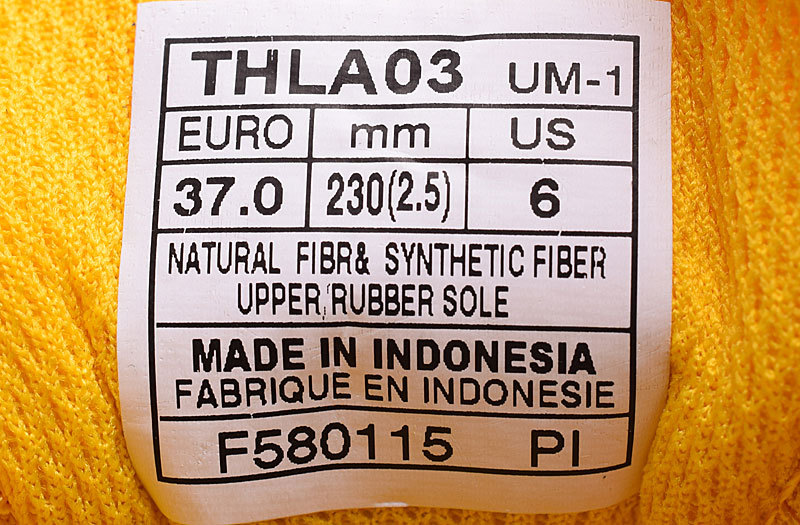 THLA03 UM-1
EURO mm US
37.0 230(2.5) 6
NATURAL FIBR& SYNTHETIC FIBER
UPPER, RUBBER SOLE
MADE IN INDONESIA
FABRIQUE EN INDONESIE
F580115 PI